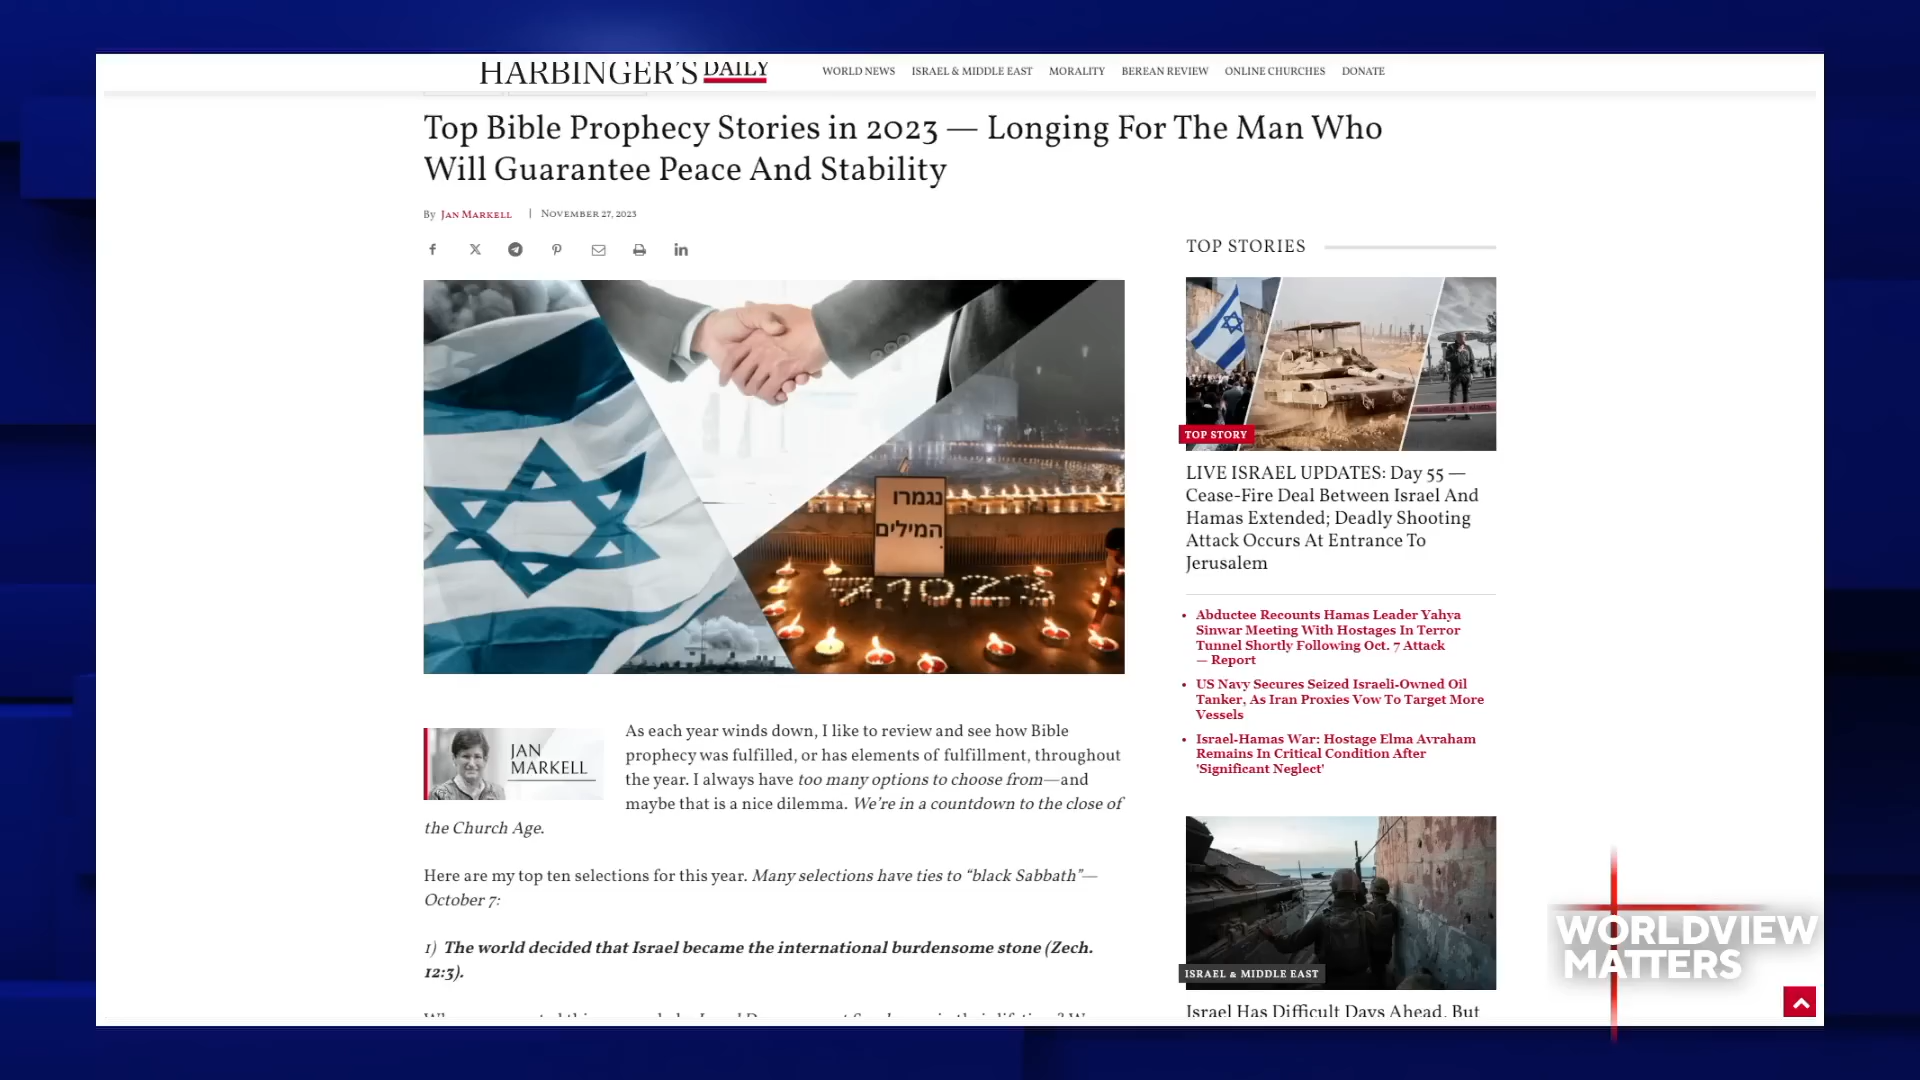 HARBINGER'S DAILY
WORLD NEWS ISRAEL & MIDDLE EAST MORALITY BEREAN REVIEW ONLINE CHURCHES DONATE
Top Bible Prophecy Stories in 2023 — Longing For The Man Who
Will Guarantee Peace And Stability
By JAN MARKELL | NOVEMBER 27, 2023
נגמרו
המילים
7.10.23
JAN
MARKELL
As each year winds down, I like to review and see how Bible
prophecy was fulfilled, or has elements of fulfillment, throughout
the year. I always have too many options to choose from—and
maybe that is a nice dilemma. We're in a countdown to the close of
the Church Age.
Here are my top ten selections for this year. Many selections have ties to “black Sabbath”—
October 7:
1) The world decided that Israel became the international burdensome stone (Zech.
12:3).
TOP STORIES
TOP STORY
LIVE ISRAEL UPDATES: Day 55 —
Cease-Fire Deal Between Israel And
Hamas Extended; Deadly Shooting
Attack Occurs At Entrance To
Jerusalem
• Abductee Recounts Hamas Leader Yahya
Sinwar Meeting With Hostages In Terror
Tunnel Shortly Following Oct. 7 Attack
— Report
• US Navy Secures Seized Israeli-Owned Oil
Tanker, As Iran Proxies Vow To Target More
Vessels
• Israel-Hamas War: Hostage Elma Avraham
Remains In Critical Condition After
'Significant Neglect'
ISRAEL & MIDDLE EAST
Israel Has Difficult Days Ahead, But
WORLDVIEW
MATTERS